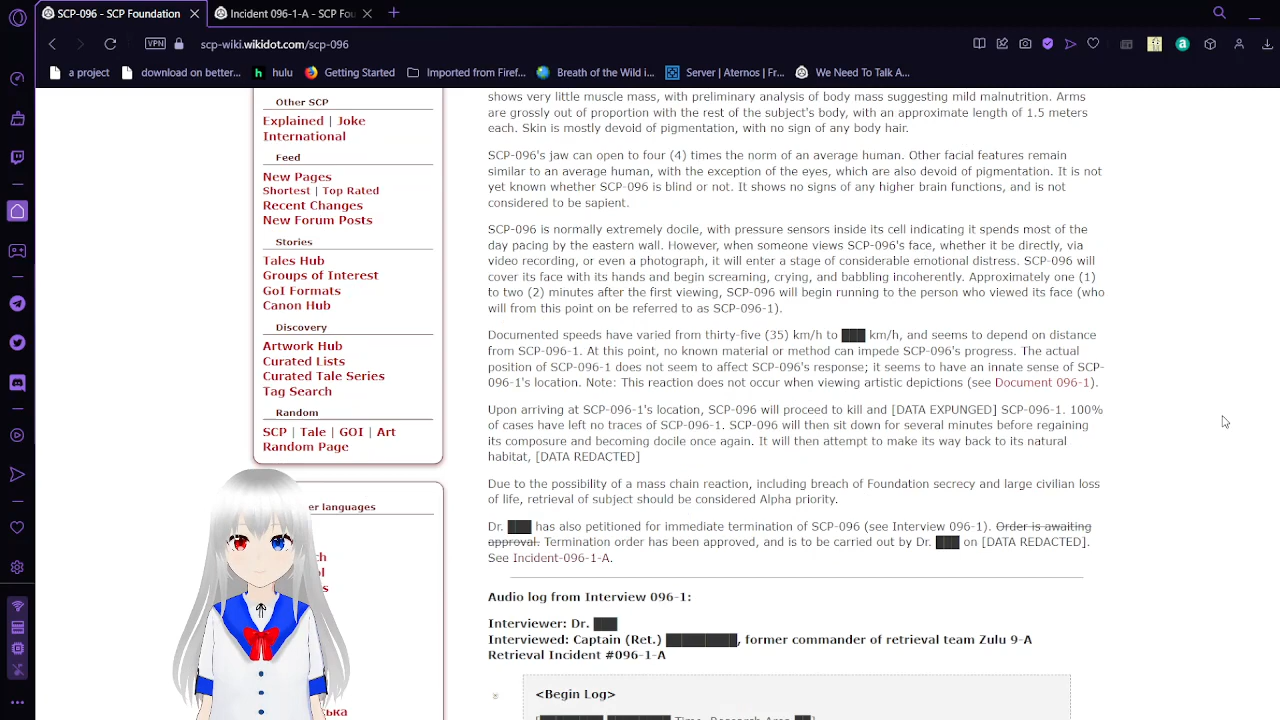 SCP-096 - SCP Foundation
Incident 096-1-A - SCP Fou
VPN
scp-wiki.wikidot.com/scp-096
a project
download on better...
hulu
Getting Started
Imported from Firef...
Breath of the Wild i...
Server | Aternos | Fr...
We Need To Talk A...
Other SCP
Explained | Joke
International
Feed
New Pages
Shortest | Top Rated
Recent Changes
New Forum Posts
Stories
Tales Hub
Groups of Interest
GoI Formats
Canon Hub
Discovery
Artwork Hub
Curated Lists
Curated Tale Series
Tag Search
Random
SCP | Tale | GOI | Art
Random Page
er languages
shows very little muscle mass, with preliminary analysis of body mass suggesting mild malnutrition. Arms
are grossly out of proportion with the rest of the subject's body, with an approximate length of 1.5 meters
each. Skin is mostly devoid of pigmentation, with no sign of any body hair.
SCP-096's jaw can open to four (4) times the norm of an average human. Other facial features remain
similar to an average human, with the exception of the eyes, which are also devoid of pigmentation. It is not
yet known whether SCP-096 is blind or not. It shows no signs of any higher brain functions, and is not
considered to be sapient.
SCP-096 is normally extremely docile, with pressure sensors inside its cell indicating it spends most of the
day pacing by the eastern wall. However, when someone views SCP-096's face, whether it be directly, via
video recording, or even a photograph, it will enter a stage of considerable emotional distress. SCP-096 will
cover its face with its hands and begin screaming, crying, and babbling incoherently. Approximately one (1)
to two (2) minutes after the first viewing, SCP-096 will begin running to the person who viewed its face (who
will from this point on be referred to as SCP-096-1).
Documented speeds have varied from thirty-five (35) km/h to ███ km/h, and seems to depend on distance
from SCP-096-1. At this point, no known material or method can impede SCP-096's progress. The actual
position of SCP-096-1 does not seem to affect SCP-096's response; it seems to have an innate sense of SCP-
096-1's location. Note: This reaction does not occur when viewing artistic depictions (see Document 096-1).
Upon arriving at SCP-096-1's location, SCP-096 will proceed to kill and [DATA EXPUNGED] SCP-096-1. 100%
of cases have left no traces of SCP-096-1. SCP-096 will then sit down for several minutes before regaining
its composure and becoming docile once again. It will then attempt to make its way back to its natural
habitat, [DATA REDACTED]
Due to the possibility of a mass chain reaction, including breach of Foundation secrecy and large civilian loss
of life, retrieval of subject should be considered Alpha priority.
Dr. ███ has also petitioned for immediate termination of SCP-096 (see Interview 096-1). Order is awaiting
approval. Termination order has been approved, and is to be carried out by Dr. ███ on [DATA REDACTED].
See Incident-096-1-A.
Audio log from Interview 096-1:
Interviewer: Dr. ███
Interviewed: Captain (Ret.) █████████, former commander of retrieval team Zulu 9-A
Retrieval Incident #096-1-A
<Begin Log>